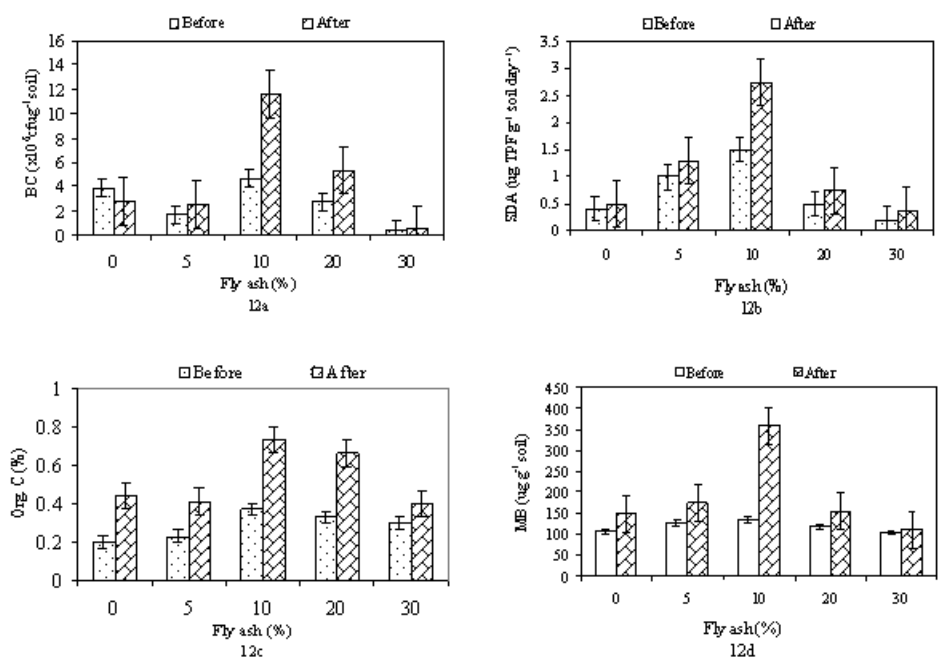 Before After
BC (x10⁶cfug⁻¹soil)
16
14
12
10
8
6
4
2
0
0 5 10 20 30
Fly ash (%)
12a
Before After
SDA (ug TPF g⁻¹ soil day⁻¹)
3.5
3
2.5
2
1.5
1
0.5
0
0 5 10 20 30
Fly ash (%)
12b
Before After
Org. C (%)
1
0.8
0.6
0.4
0.2
0
0 5 10 20 30
Fly ash (%)
12c
Before After
MB (ug g⁻¹ soil)
450
400
350
300
250
200
150
100
50
0
0 5 10 20 30
Fly ash (%)
12d